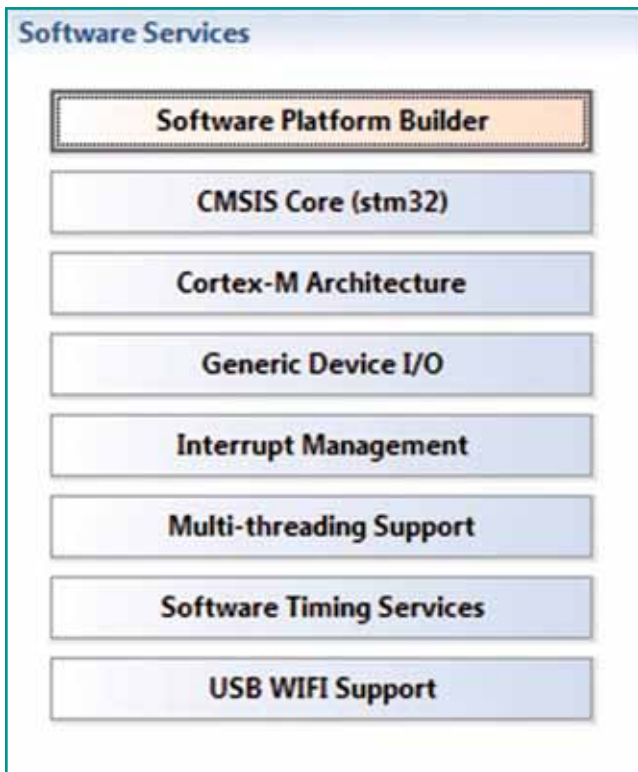 Software Services
Software Platform Builder
CMSIS Core (stm32)
Cortex-M Architecture
Generic Device I/O
Interrupt Management
Multi-threading Support
Software Timing Services
USB WIFI Support